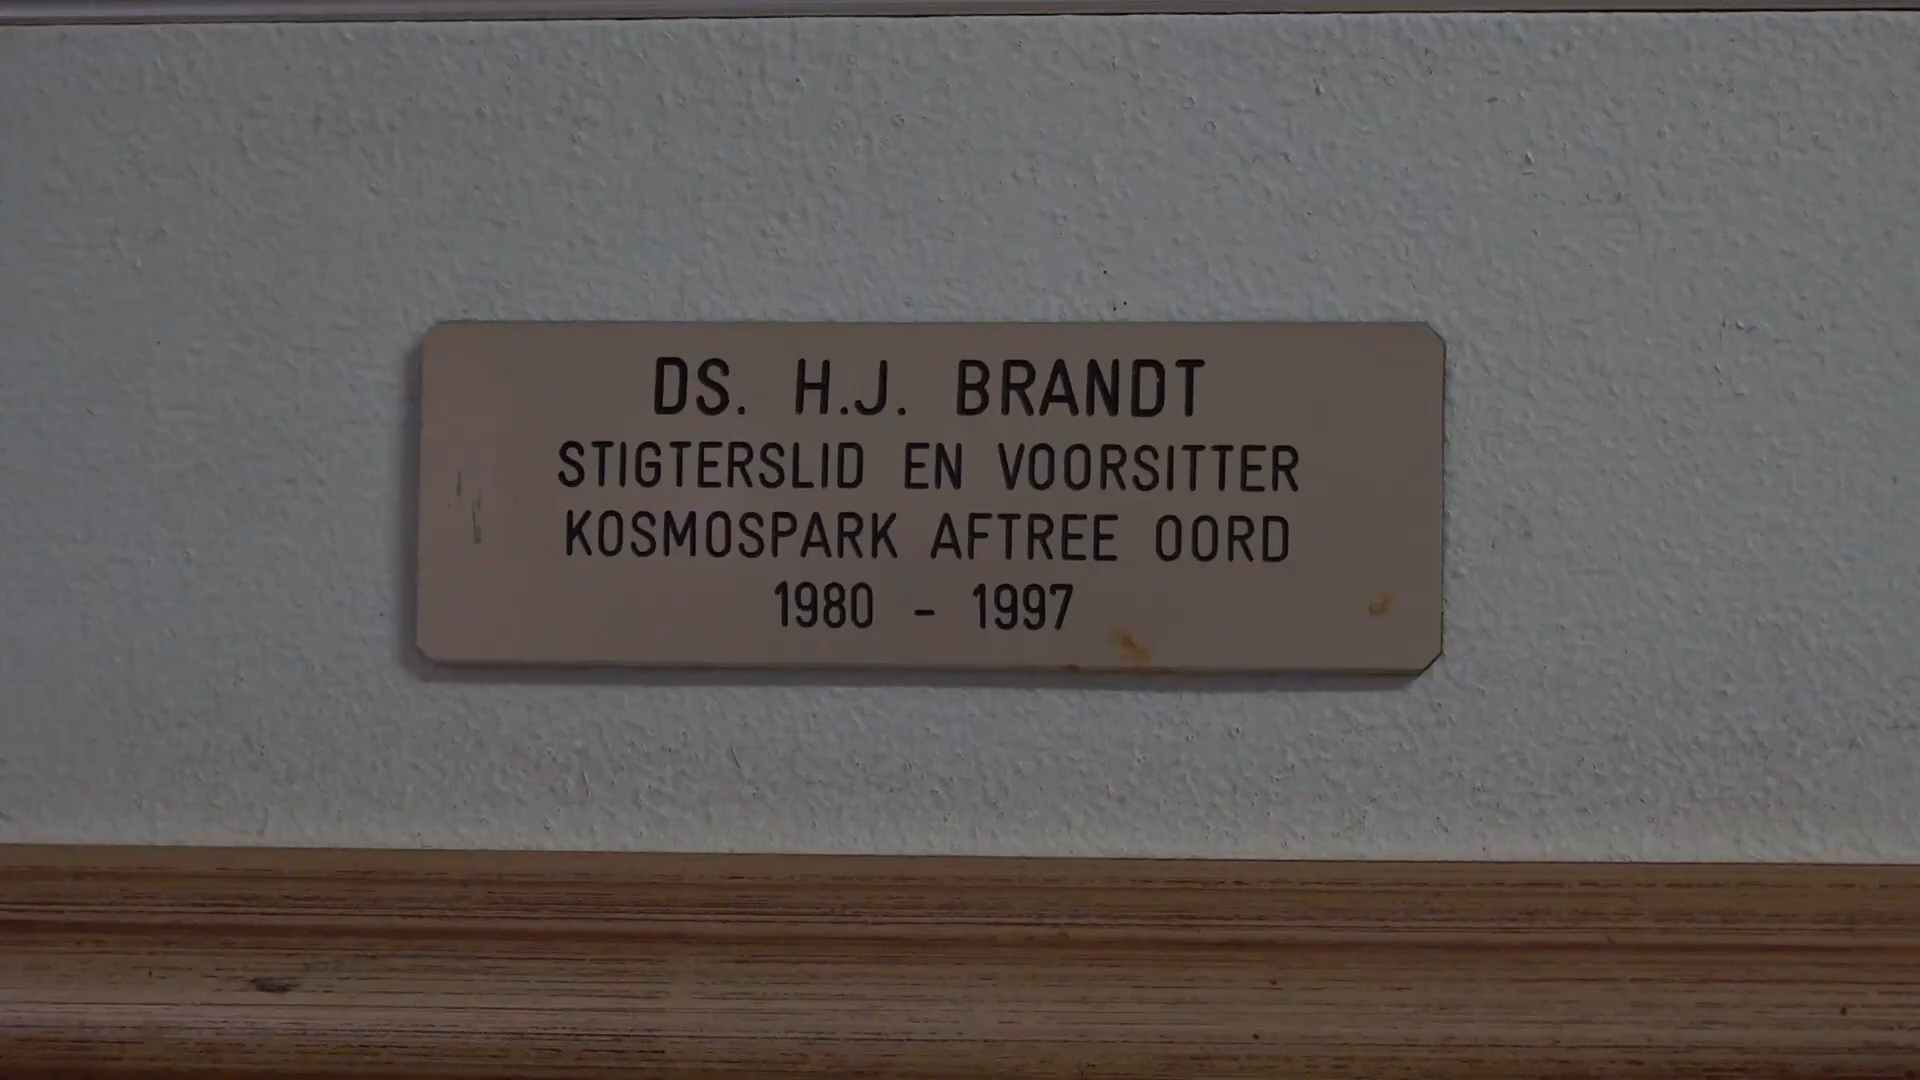 DS. H.J. BRANDT
STIGTERSLID EN VOORSITTER
KOSMOSPARK AFTREE OORD
1980 - 1997